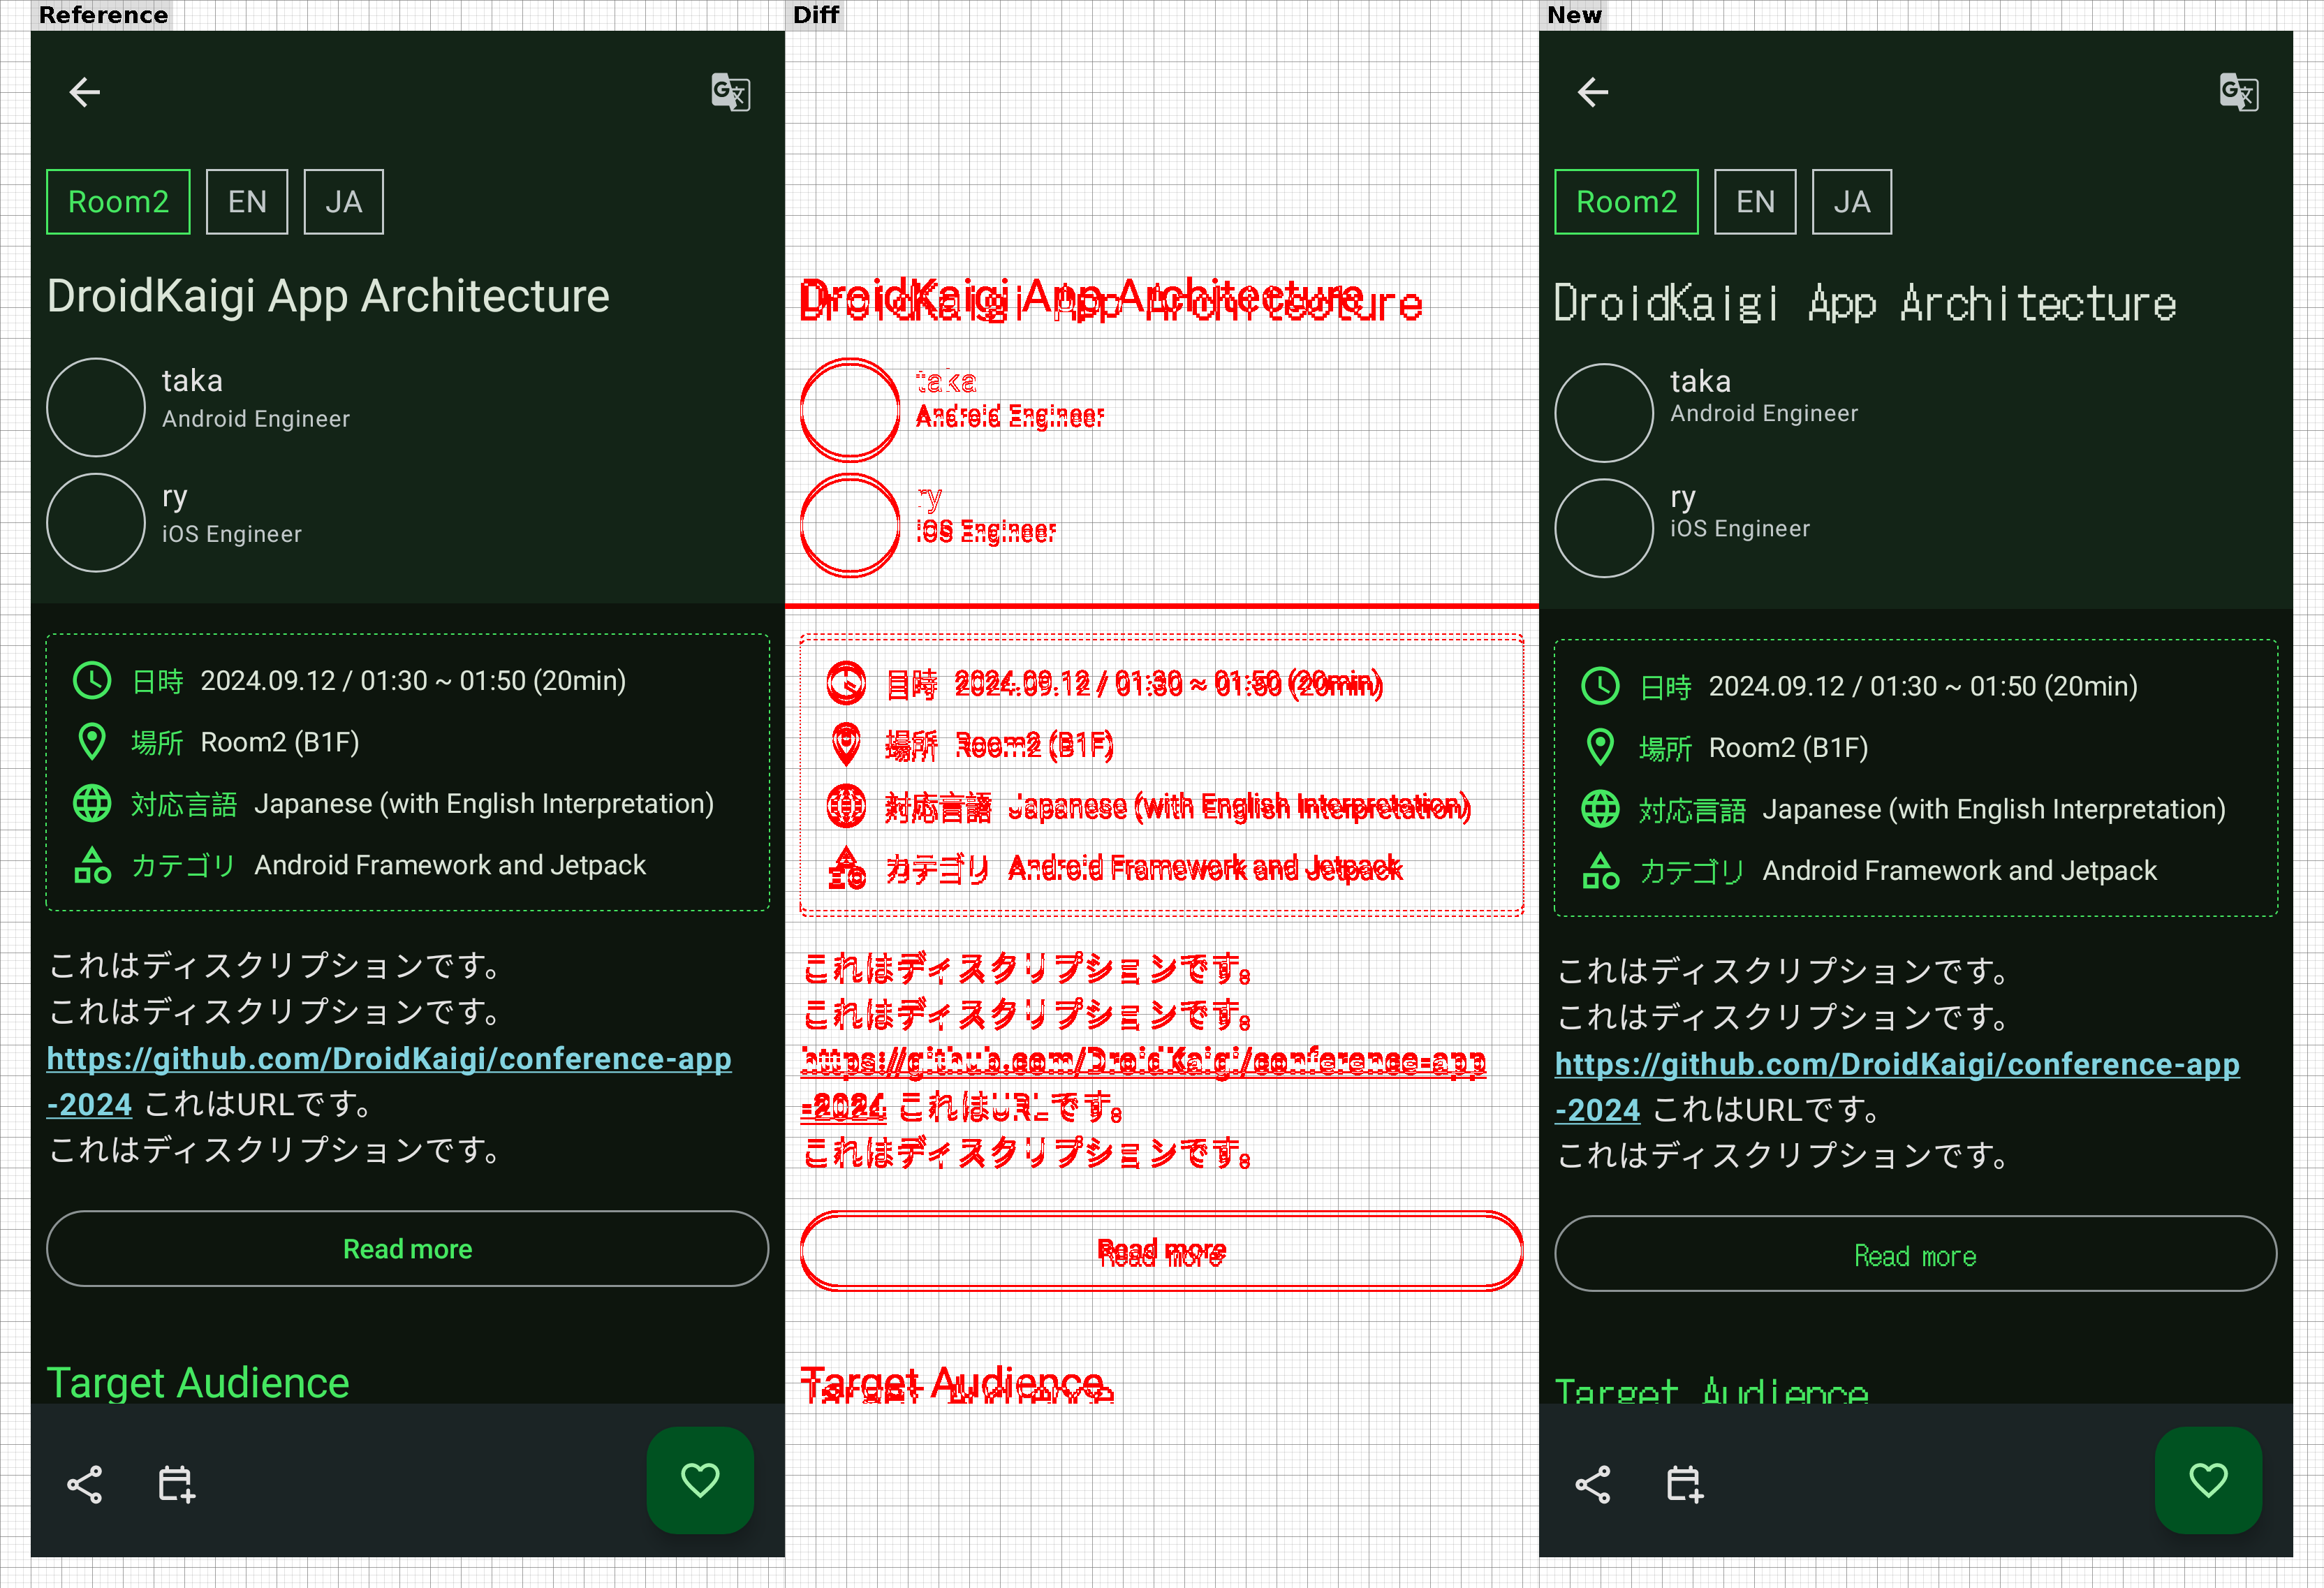 Reference
Diff
New
G 文
Room2 EN JA
DroidKaigi App Architecture
taka
Android Engineer
ry
iOS Engineer
日時 2024.09.12 / 01:30 ~ 01:50 (20min)
場所 Room2 (B1F)
対応言語 Japanese (with English Interpretation)
カテゴリ Android Framework and Jetpack
これはディスクリプションです。
これはディスクリプションです。
https://github.com/DroidKaigi/conference-app
-2024 これはURLです。
これはディスクリプションです。
Read more
Target Audience
DroidKaigi App Architecture
taka
Android Engineer
ry
iOS Engineer
日時 2024.09.12 / 01:30 ~ 01:50 (20min)
場所 Room2 (B1F)
対応言語 Japanese (with English Interpretation)
カテゴリ Android Framework and Jetpack
これはディスクリプションです。
これはディスクリプションです。
https://github.com/DroidKaigi/conference-app
-2024 これはURLです。
これはディスクリプションです。
Read more
Target Audience
G 文
Room2 EN JA
DroidKaigi App Architecture
taka
Android Engineer
ry
iOS Engineer
日時 2024.09.12 / 01:30 ~ 01:50 (20min)
場所 Room2 (B1F)
対応言語 Japanese (with English Interpretation)
カテゴリ Android Framework and Jetpack
これはディスクリプションです。
これはディスクリプションです。
https://github.com/DroidKaigi/conference-app
-2024 これはURLです。
これはディスクリプションです。
Read more
Target Audience